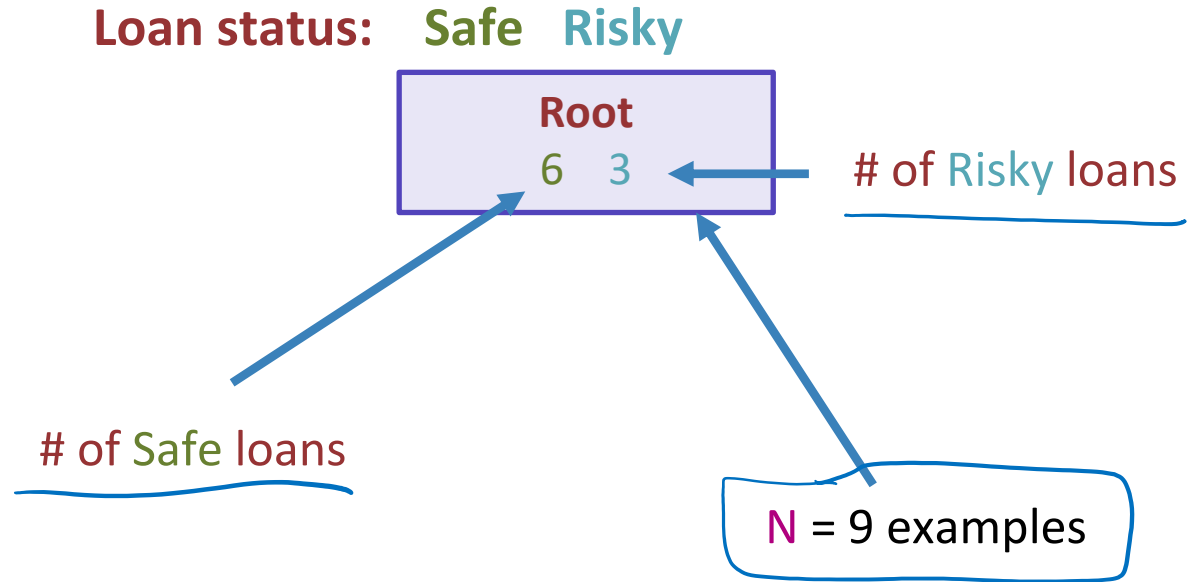 Loan status: Safe Risky
Root
6 3
# of Risky loans
# of Safe loans
N = 9 examples